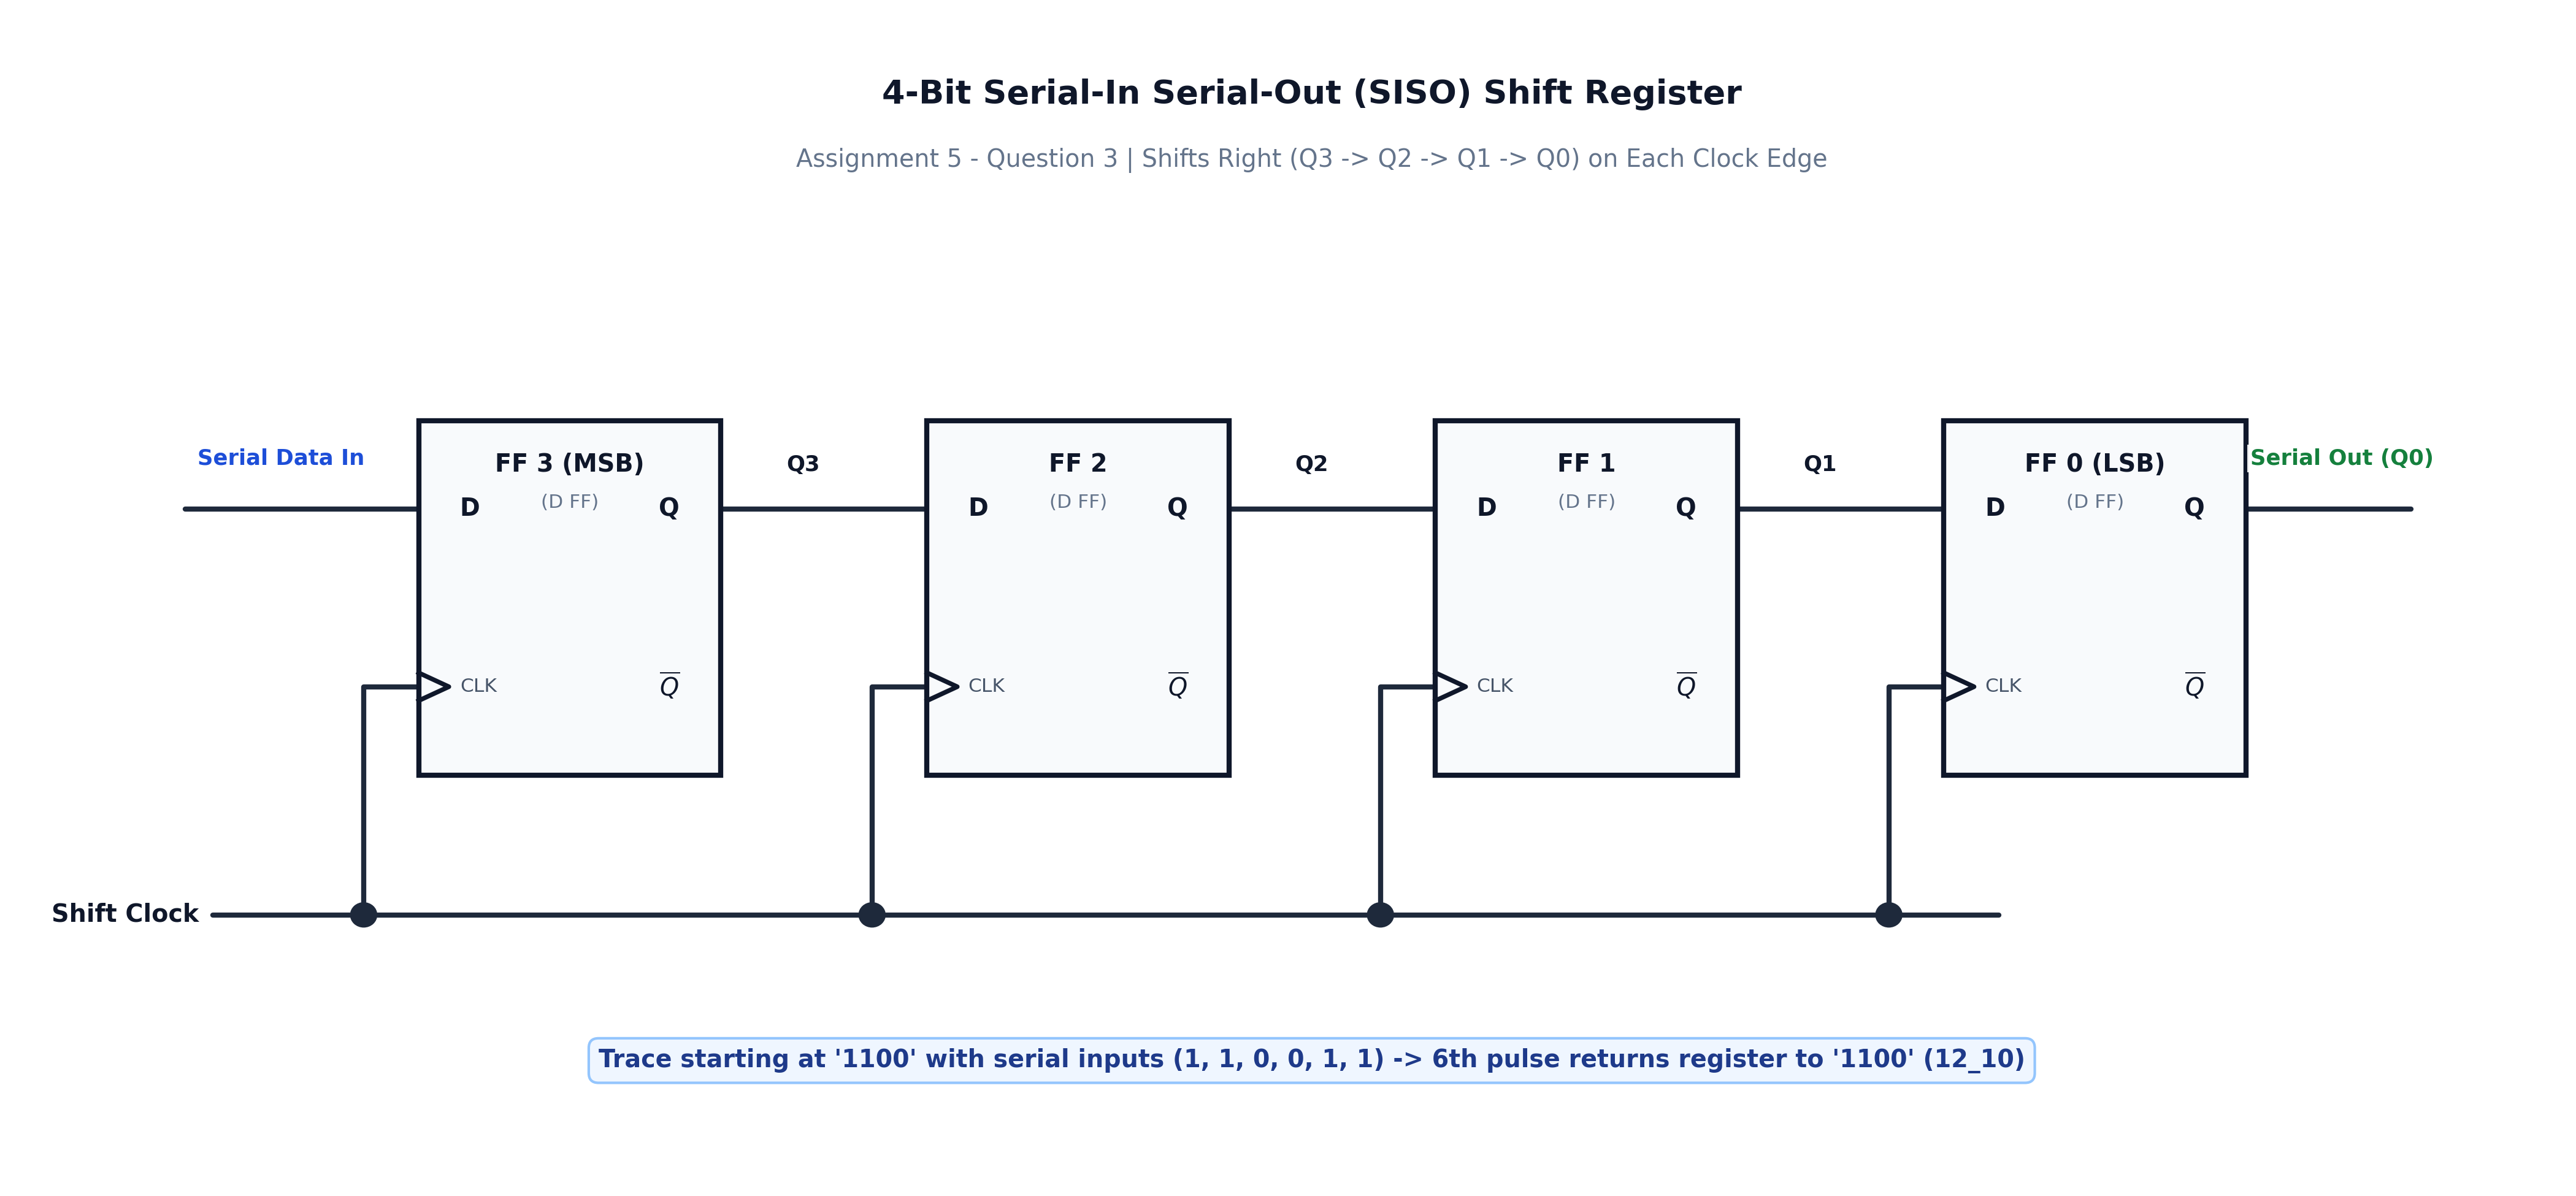 4-Bit Serial-In Serial-Out (SISO) Shift Register
Assignment 5 - Question 3 | Shifts Right (Q3 -> Q2 -> Q1 -> Q0) on Each Clock Edge
Serial Data In
FF 3 (MSB)
D (D FF) Q
CLK Q̅
Q3
FF 2
D (D FF) Q
CLK Q̅
Q2
FF 1
D (D FF) Q
CLK Q̅
Q1
FF 0 (LSB)
D (D FF) Q
CLK Q̅
Serial Out (Q0)
Shift Clock
Trace starting at '1100' with serial inputs (1, 1, 0, 0, 1, 1) -> 6th pulse returns register to '1100' (12_10)